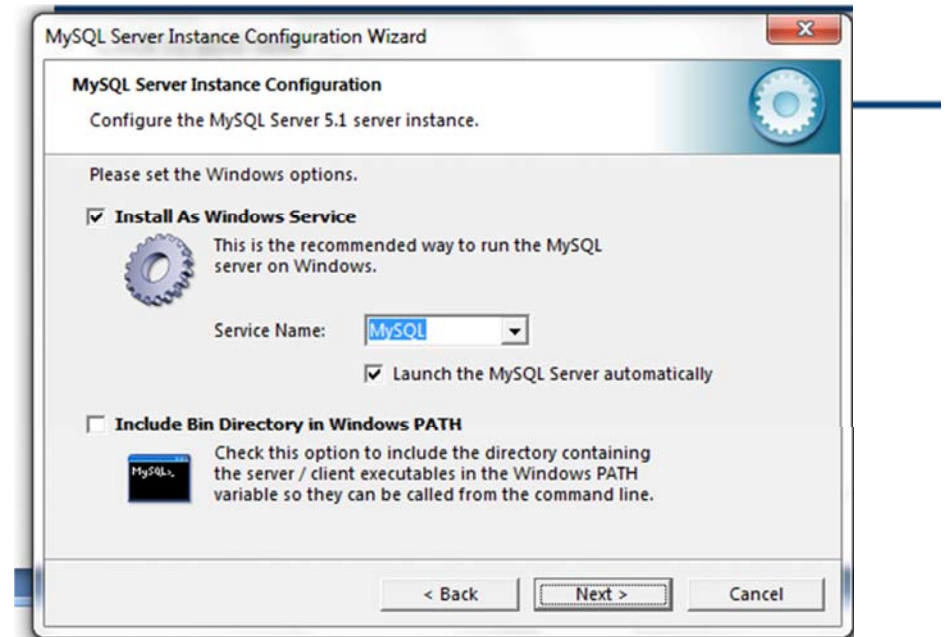 MySQL Server Instance Configuration Wizard
MySQL Server Instance Configuration
Configure the MySQL Server 5.1 server instance.
Please set the Windows options.
Install As Windows Service
This is the recommended way to run the MySQL
server on Windows.
Service Name:
MySQL
Launch the MySQL Server automatically
Include Bin Directory in Windows PATH
MySQL>_
Check this option to include the directory containing
the server / client executables in the Windows PATH
variable so they can be called from the command line.
< Back
Next >
Cancel